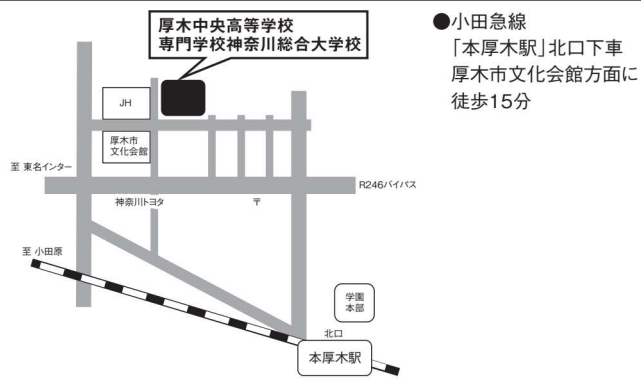 厚木中央高等学校
専門学校神奈川総合大学校
●小田急線
「本厚木駅」北口下車
厚木市文化会館方面に
徒歩15分
JH
厚木市
文化会館
至 東名インター
R246バイパス
神奈川トヨタ
〒
至 小田原
学園
本部
北口
本厚木駅